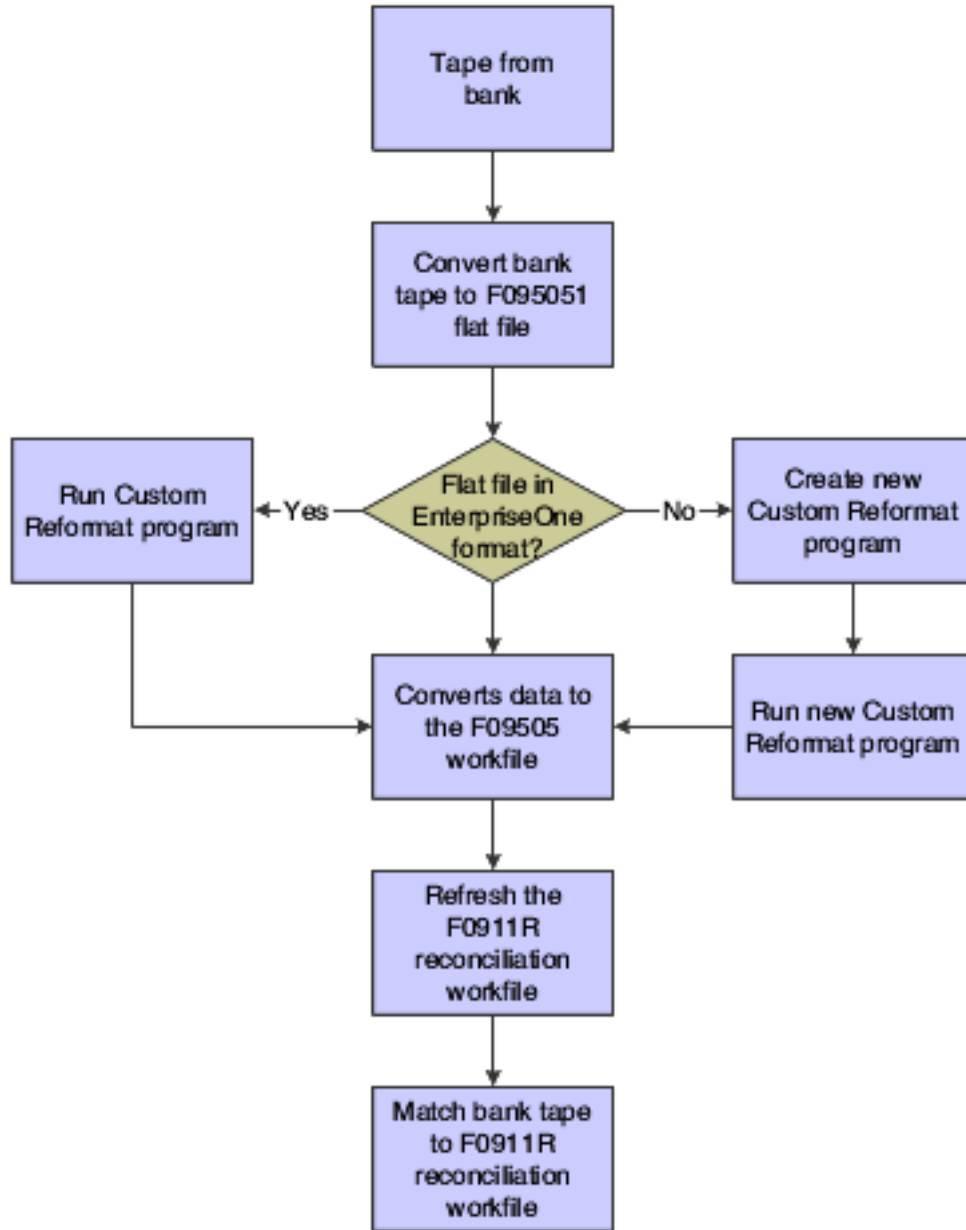 Tape from
bank
Convert bank
tape to F095051
flat file
Flat file in
EnterpriseOne
format?
Yes
No
Run Custom
Reformat program
Create new
Custom Reformat
program
Converts data to
the F09505
workfile
Run new Custom
Reformat program
Refresh the
F0911R
reconciliation
workfile
Match bank tape
to F0911R
reconciliation
workfile